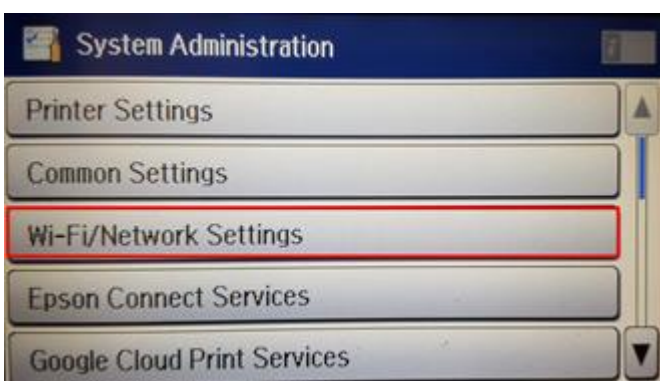 System Administration
Printer Settings
Common Settings
Wi-Fi/Network Settings
Epson Connect Services
Google Cloud Print Services